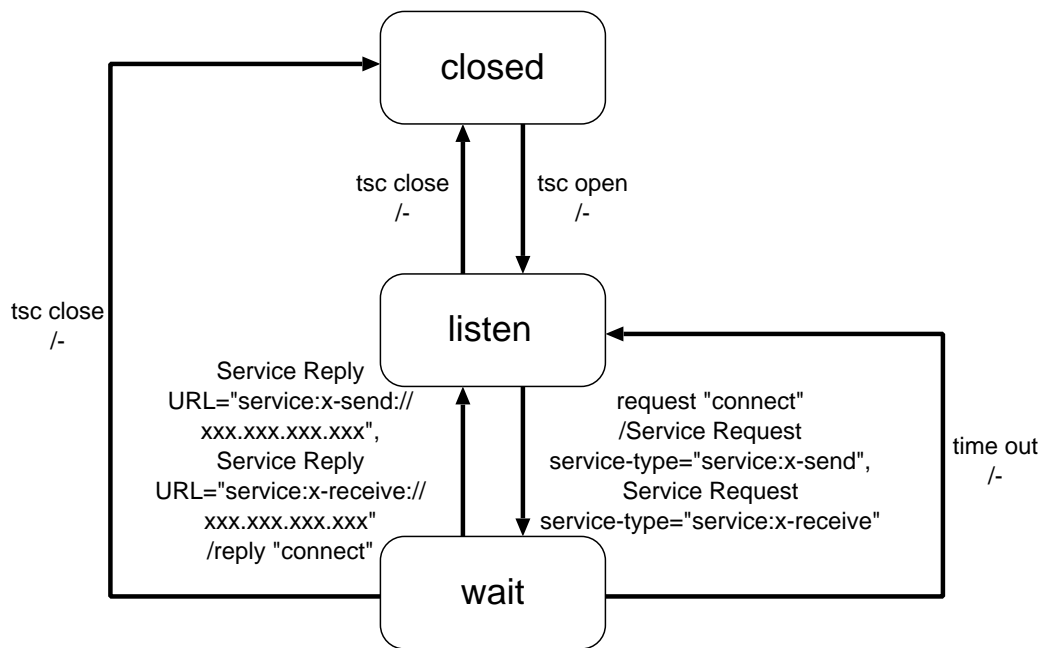 closed
tsc close
/-
tsc open
/-
tsc close
/-
listen
Service Reply
URL="service:x-send://
xxx.xxx.xxx.xxx",
Service Reply
URL="service:x-receive://
xxx.xxx.xxx.xxx"
/reply "connect"
request "connect"
/Service Request
service-type="service:x-send",
Service Request
service-type="service:x-receive"
time out
/-
wait